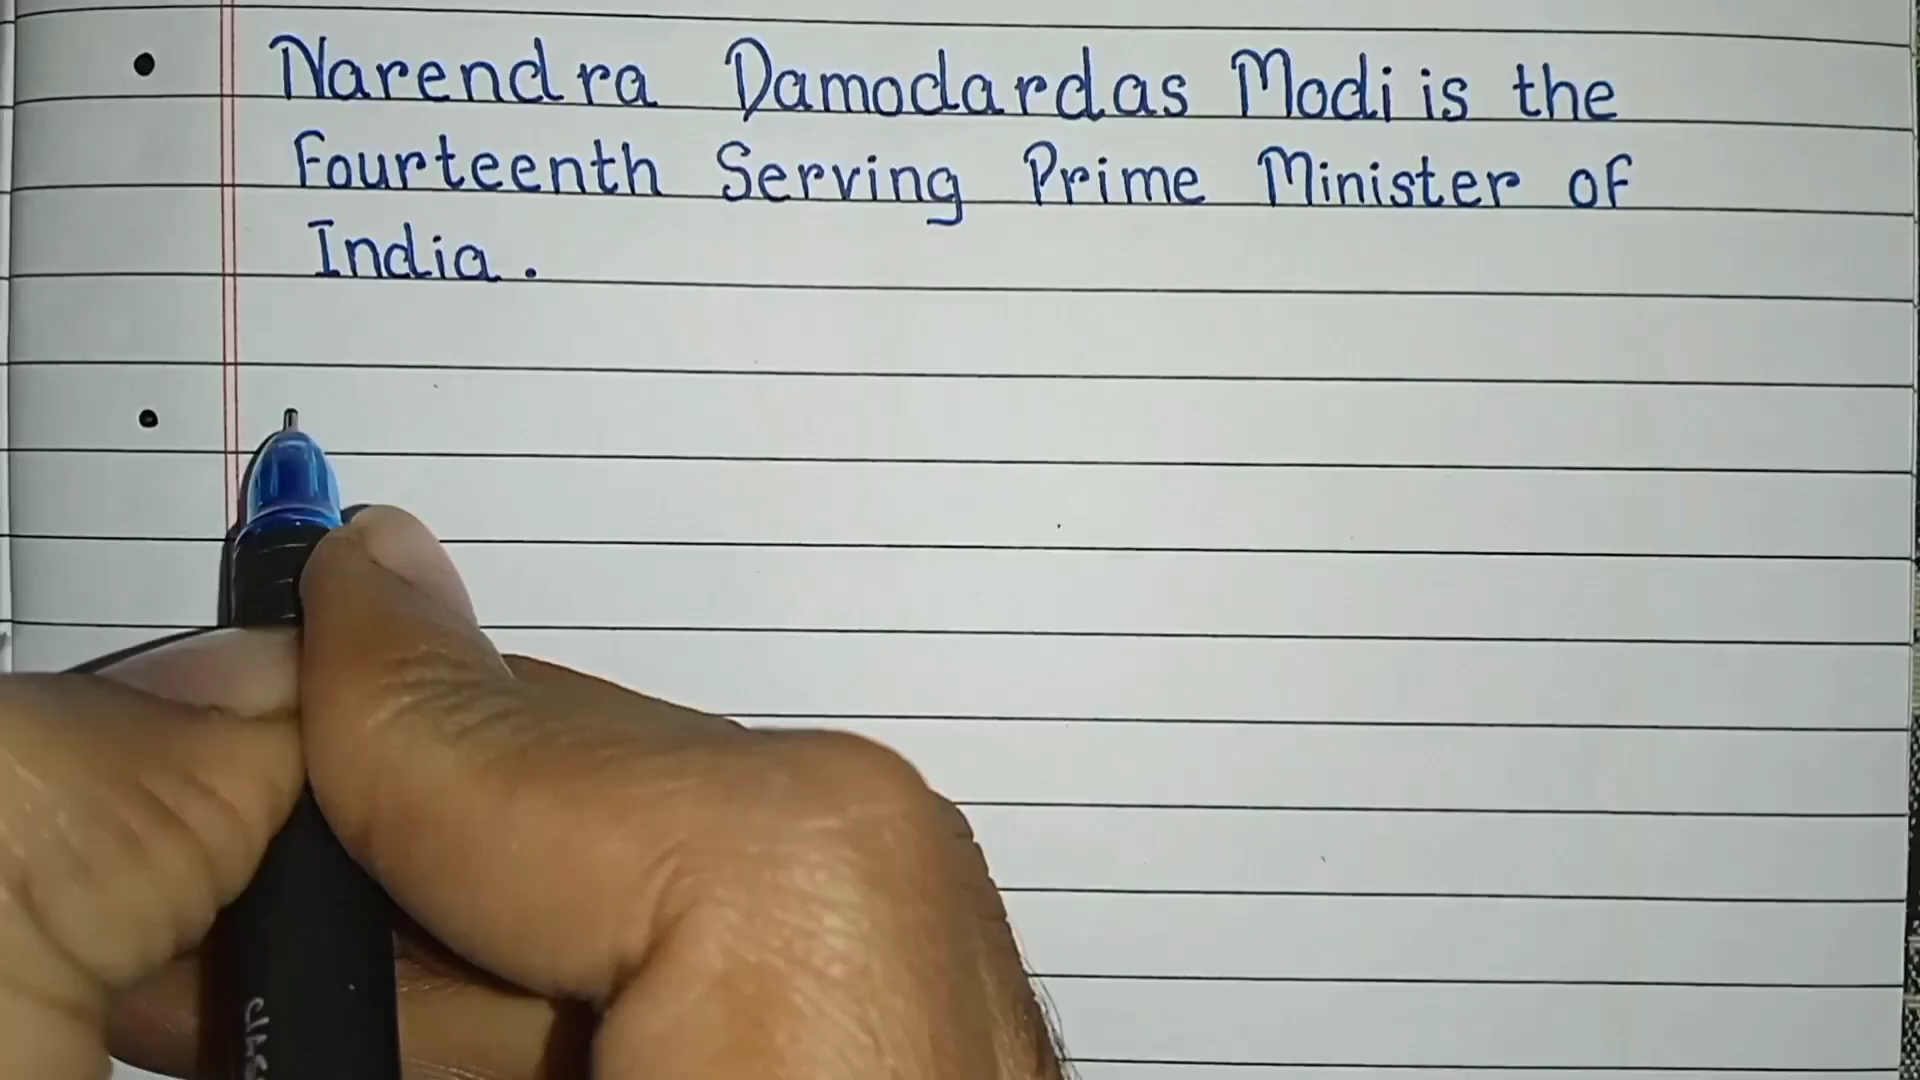 • Narendra Damodardas Modi is the
Fourteenth Serving Prime Minister of
India.
•